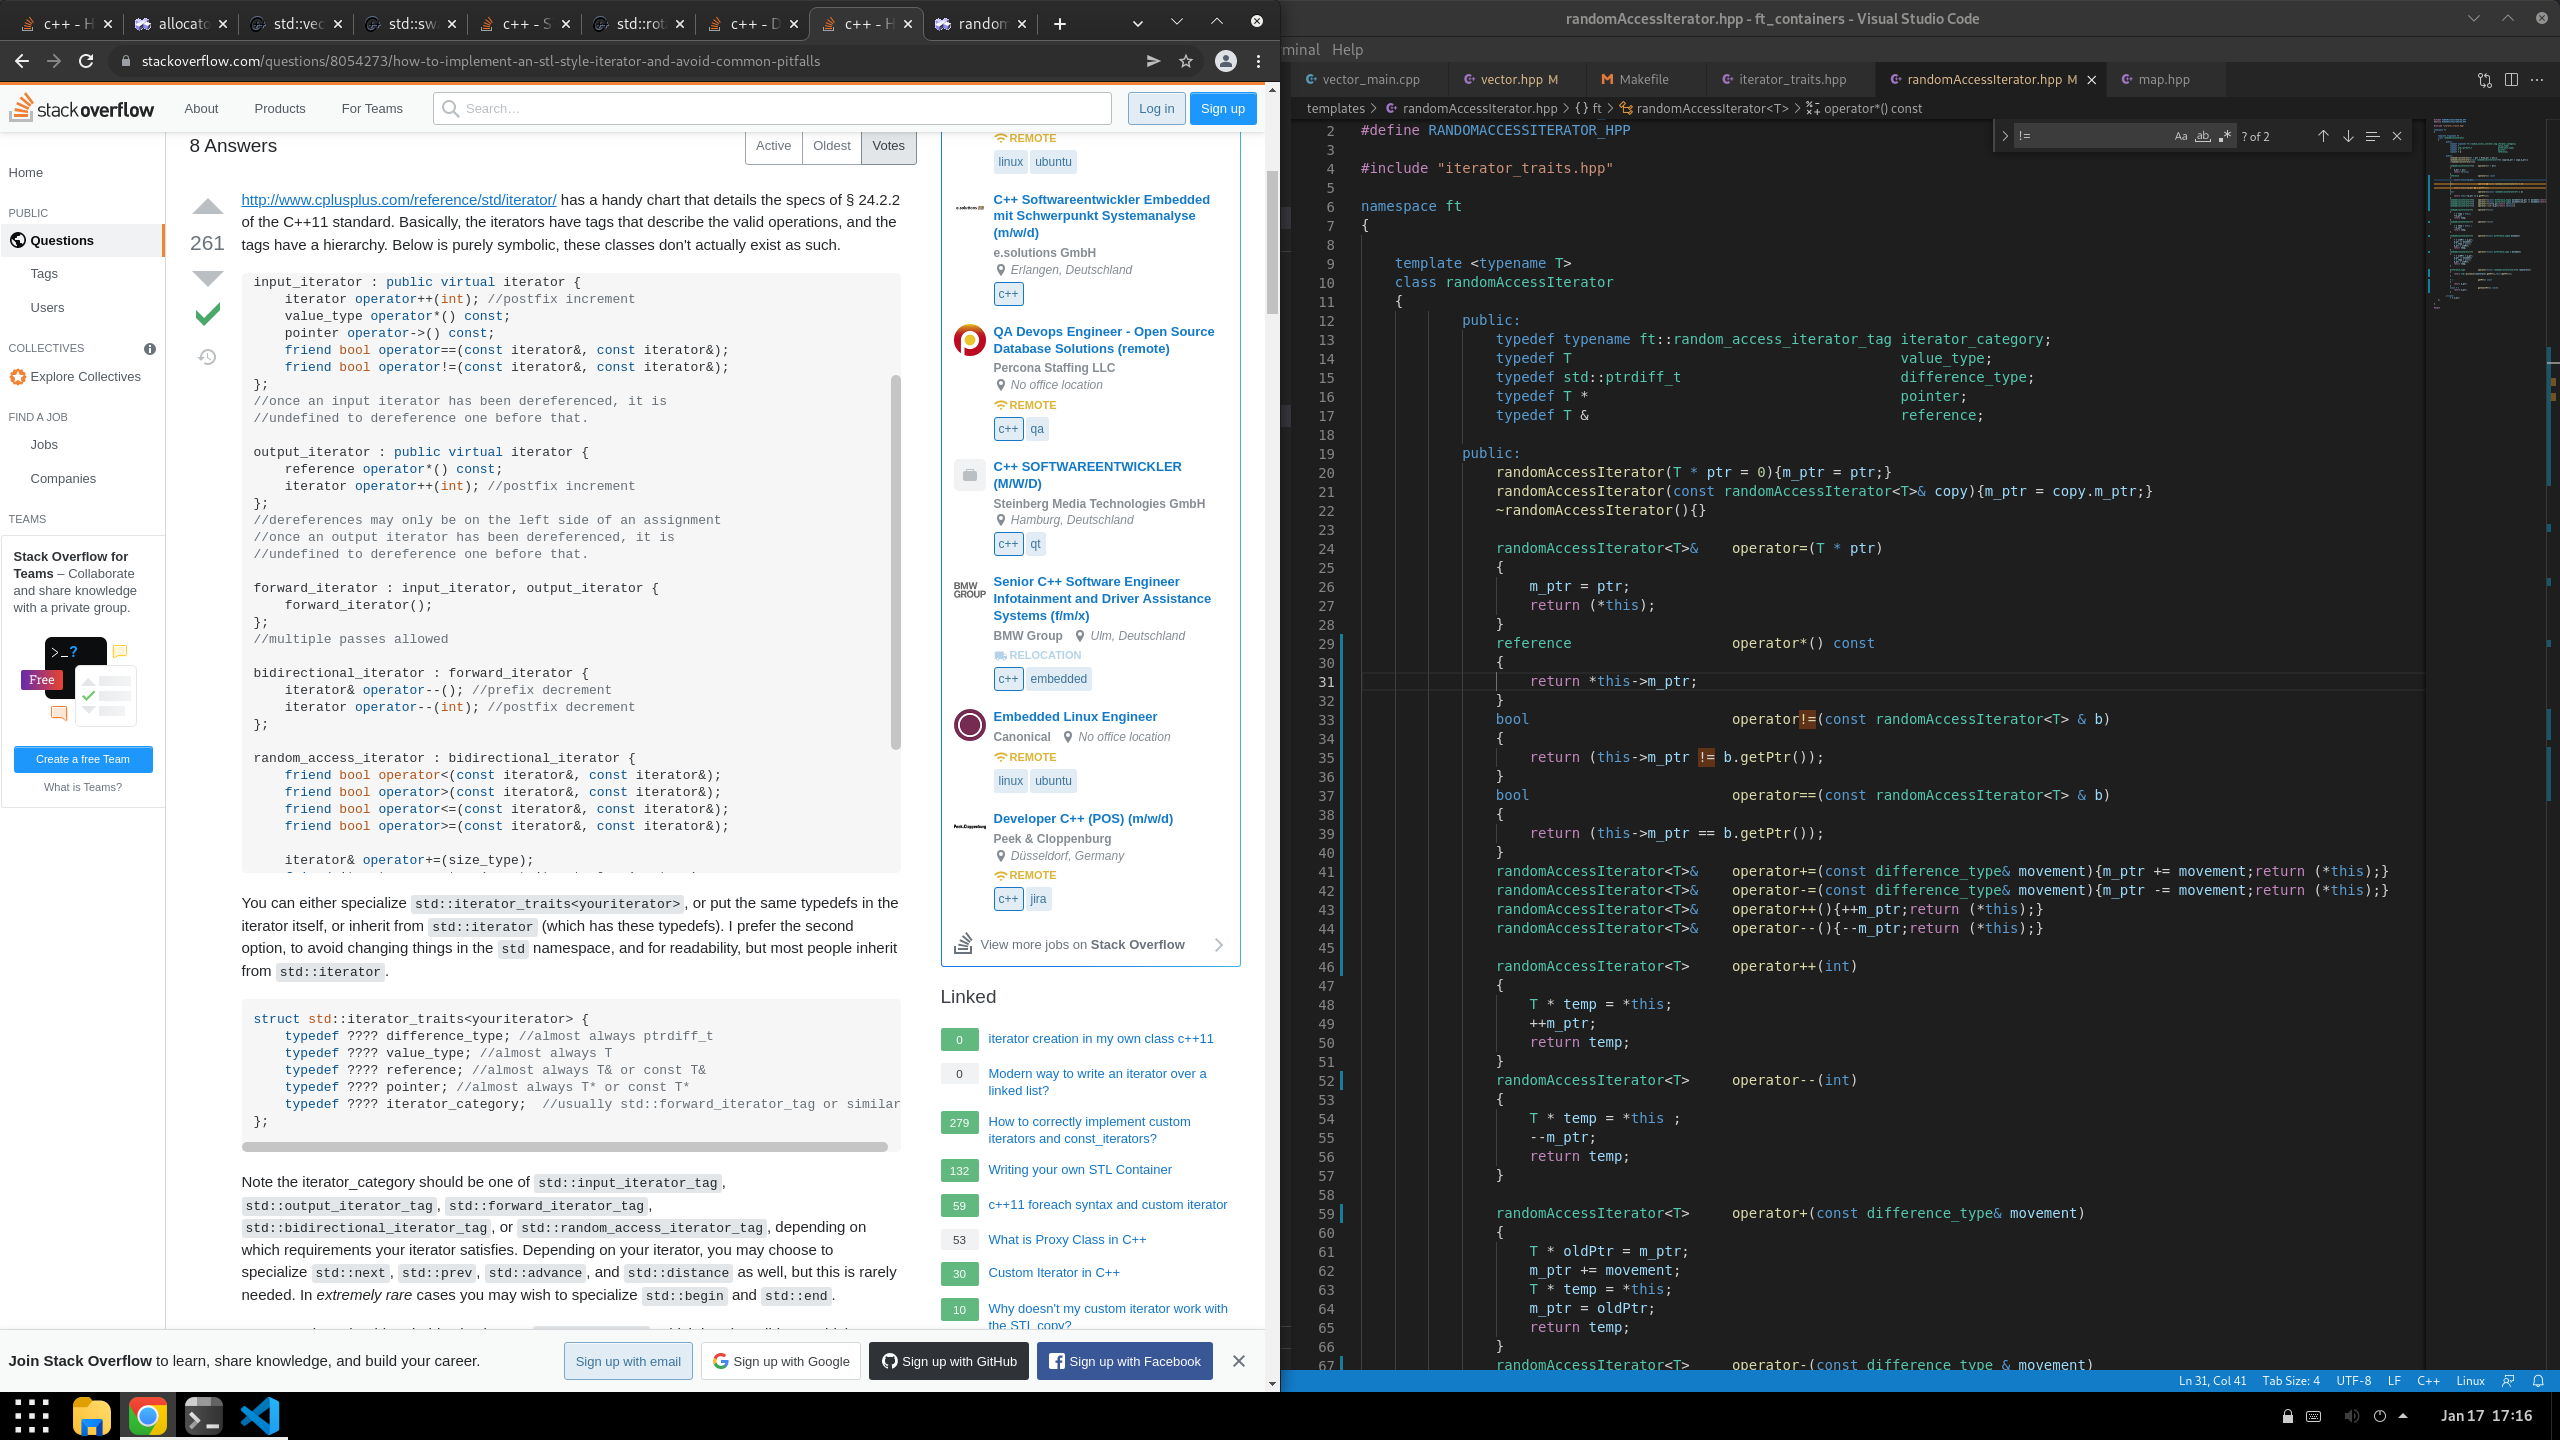 c++ - H
allocato
std::vec
std::sw
c++ - S
std::rot
c++ - D
c++ - H
random
stackoverflow.com/questions/8054273/how-to-implement-an-stl-style-iterator-and-avoid-common-pitfalls
stackoverflow
About
Products
For Teams
Search…
Log in
Sign up
Home
PUBLIC
Questions
Tags
Users
COLLECTIVES
Explore Collectives
FIND A JOB
Jobs
Companies
TEAMS
Stack Overflow for
Teams – Collaborate
and share knowledge
with a private group.
>_?
Free
Create a free Team
What is Teams?
8 Answers
Active
Oldest
Votes
261
http://www.cplusplus.com/reference/std/iterator/ has a handy chart that details the specs of § 24.2.2
of the C++11 standard. Basically, the iterators have tags that describe the valid operations, and the
tags have a hierarchy. Below is purely symbolic, these classes don't actually exist as such.
input_iterator : public virtual iterator {
iterator operator++(int); //postfix increment
value_type operator*() const;
pointer operator->() const;
friend bool operator==(const iterator&, const iterator&);
friend bool operator!=(const iterator&, const iterator&);
};
//once an input iterator has been dereferenced, it is
//undefined to dereference one before that.
output_iterator : public virtual iterator {
reference operator*() const;
iterator operator++(int); //postfix increment
};
//dereferences may only be on the left side of an assignment
//once an output iterator has been dereferenced, it is
//undefined to dereference one before that.
forward_iterator : input_iterator, output_iterator {
forward_iterator();
};
//multiple passes allowed
bidirectional_iterator : forward_iterator {
iterator& operator--(); //prefix decrement
iterator operator--(int); //postfix decrement
};
random_access_iterator : bidirectional_iterator {
friend bool operator<(const iterator&, const iterator&);
friend bool operator>(const iterator&, const iterator&);
friend bool operator<=(const iterator&, const iterator&);
friend bool operator>=(const iterator&, const iterator&);
iterator& operator+=(size_type);
You can either specialize std::iterator_traits<youriterator>, or put the same typedefs in the
iterator itself, or inherit from std::iterator (which has these typedefs). I prefer the second
option, to avoid changing things in the std namespace, and for readability, but most people inherit
from std::iterator.
struct std::iterator_traits<youriterator> {
typedef ???? difference_type; //almost always ptrdiff_t
typedef ???? value_type; //almost always T
typedef ???? reference; //almost always T& or const T&
typedef ???? pointer; //almost always T* or const T*
typedef ???? iterator_category;  //usually std::forward_iterator_tag or similar
};
Note the iterator_category should be one of std::input_iterator_tag,
std::output_iterator_tag, std::forward_iterator_tag,
std::bidirectional_iterator_tag, or std::random_access_iterator_tag, depending on
which requirements your iterator satisfies. Depending on your iterator, you may choose to
specialize std::next, std::prev, std::advance, and std::distance as well, but this is rarely
needed. In extremely rare cases you may wish to specialize std::begin and std::end.
REMOTE
linux ubuntu
C++ Softwareentwickler Embedded
mit Schwerpunkt Systemanalyse
(m/w/d)
e.solutions GmbH
Erlangen, Deutschland
c++
QA Devops Engineer - Open Source
Database Solutions (remote)
Percona Staffing LLC
No office location
REMOTE
c++ qa
C++ SOFTWAREENTWICKLER
(M/W/D)
Steinberg Media Technologies GmbH
Hamburg, Deutschland
c++ qt
BMW
GROUP
Senior C++ Software Engineer
Infotainment and Driver Assistance
Systems (f/m/x)
BMW Group Ulm, Deutschland
RELOCATION
c++ embedded
Embedded Linux Engineer
Canonical No office location
REMOTE
linux ubuntu
Developer C++ (POS) (m/w/d)
Peek & Cloppenburg
Düsseldorf, Germany
REMOTE
c++ jira
View more jobs on Stack Overflow
Linked
0 iterator creation in my own class c++11
0 Modern way to write an iterator over a
linked list?
279 How to correctly implement custom
iterators and const_iterators?
132 Writing your own STL Container
59 c++11 foreach syntax and custom iterator
53 What is Proxy Class in C++
30 Custom Iterator in C++
10 Why doesn't my custom iterator work with
the STL copy?
Join Stack Overflow to learn, share knowledge, and build your career.
Sign up with email
Sign up with Google
Sign up with GitHub
Sign up with Facebook
randomAccessIterator.hpp - ft_containers - Visual Studio Code
minal Help
vector_main.cpp
vector.hpp M
Makefile
iterator_traits.hpp
randomAccessIterator.hpp M
map.hpp
templates > randomAccessIterator.hpp > {} ft > randomAccessIterator<T> > operator*() const
!=
Aa ab
? of 2
2 #define RANDOMACCESSITERATOR_HPP
3
4 #include "iterator_traits.hpp"
5
6 namespace ft
7 {
8
9 template <typename T>
10 class randomAccessIterator
11 {
12 public:
13 typedef typename ft::random_access_iterator_tag iterator_category;
14 typedef T value_type;
15 typedef std::ptrdiff_t difference_type;
16 typedef T * pointer;
17 typedef T & reference;
18
19 public:
20 randomAccessIterator(T * ptr = 0){m_ptr = ptr;}
21 randomAccessIterator(const randomAccessIterator<T>& copy){m_ptr = copy.m_ptr;}
22 ~randomAccessIterator(){}
23
24 randomAccessIterator<T>& operator=(T * ptr)
25 {
26 m_ptr = ptr;
27 return (*this);
28 }
29 reference operator*() const
30 {
31 return *this->m_ptr;
32 }
33 bool operator!=(const randomAccessIterator<T> & b)
34 {
35 return (this->m_ptr != b.getPtr());
36 }
37 bool operator==(const randomAccessIterator<T> & b)
38 {
39 return (this->m_ptr == b.getPtr());
40 }
41 randomAccessIterator<T>& operator+=(const difference_type& movement){m_ptr += movement;return (*this);}
42 randomAccessIterator<T>& operator-=(const difference_type& movement){m_ptr -= movement;return (*this);}
43 randomAccessIterator<T>& operator++(){++m_ptr;return (*this);}
44 randomAccessIterator<T>& operator--(){--m_ptr;return (*this);}
45
46 randomAccessIterator<T> operator++(int)
47 {
48 T * temp = *this;
49 ++m_ptr;
50 return temp;
51 }
52 randomAccessIterator<T> operator--(int)
53 {
54 T * temp = *this ;
55 --m_ptr;
56 return temp;
57 }
58
59 randomAccessIterator<T> operator+(const difference_type& movement)
60 {
61 T * oldPtr = m_ptr;
62 m_ptr += movement;
63 T * temp = *this;
64 m_ptr = oldPtr;
65 return temp;
66 }
67 randomAccessIterator<T> operator-(const difference_type & movement)
Ln 31, Col 41
Tab Size: 4
UTF-8
LF
C++
Linux
Jan 17 17:16